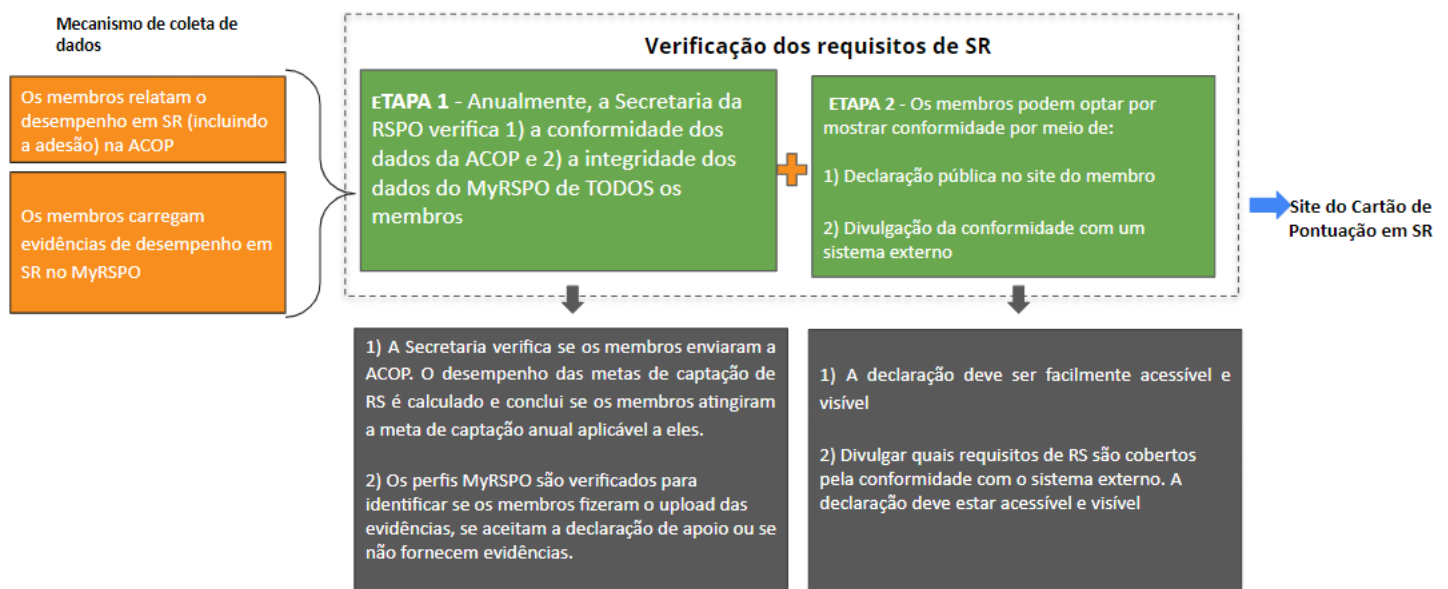 Mecanismo de coleta de
dados
Os membros relatam o
desempenho em SR (incluindo
a adesão) na ACOP
Os membros carregam
evidências de desempenho em
SR no MyRSPO
Verificação dos requisitos de SR
ETAPA 1 - Anualmente, a Secretaria da
RSPO verifica 1) a conformidade dos
dados da ACOP e 2) a integridade dos
dados do MyRSPO de TODOS os
membros
ETAPA 2 - Os membros podem optar por
mostrar conformidade por meio de:
1) Declaração pública no site do membro
2) Divulgação da conformidade com um
sistema externo
Site do Cartão de
Pontuação em SR
1) A Secretaria verifica se os membros enviaram a
ACOP. O desempenho das metas de captação de
RS é calculado e conclui se os membros atingiram
a meta de captação anual aplicável a eles.
2) Os perfis MyRSPO são verificados para
identificar se os membros fizeram o upload das
evidências, se aceitam a declaração de apoio ou se
não fornecem evidências.
1) A declaração deve ser facilmente acessível e
visível
2) Divulgar quais requisitos de RS são cobertos
pela conformidade com o sistema externo. A
declaração deve estar acessível e visível